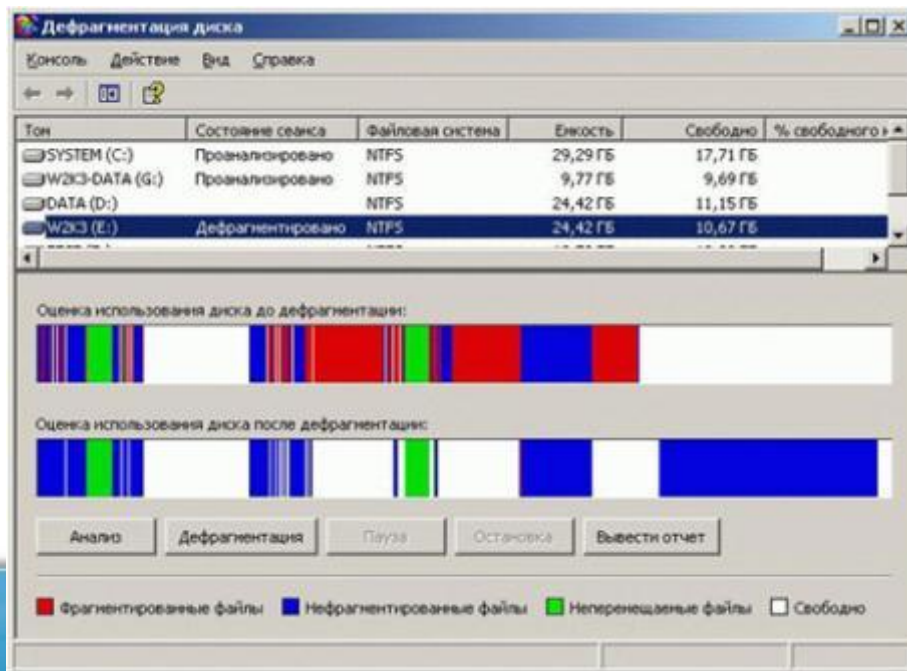 Дефрагментация диска
Консоль Действие Вид Справка
Том Состояние сеанса Файловая система Емкость Свободно % свободного
SYSTEM (C:) Проанализировано NTFS 29,29 ГБ 17,71 ГБ
W2K3-DATA (G:) Проанализировано NTFS 9,77 ГБ 9,69 ГБ
DATA (D:) NTFS 24,42 ГБ 11,15 ГБ
W2K3 (E:) Дефрагментировано NTFS 24,42 ГБ 10,67 ГБ
Оценка использования диска до дефрагментации:
Оценка использования диска после дефрагментации:
Анализ Дефрагментация Пауза Остановка Вывести отчет
Фрагментированные файлы Нефрагментированные файлы Неперемещаемые файлы Свободно